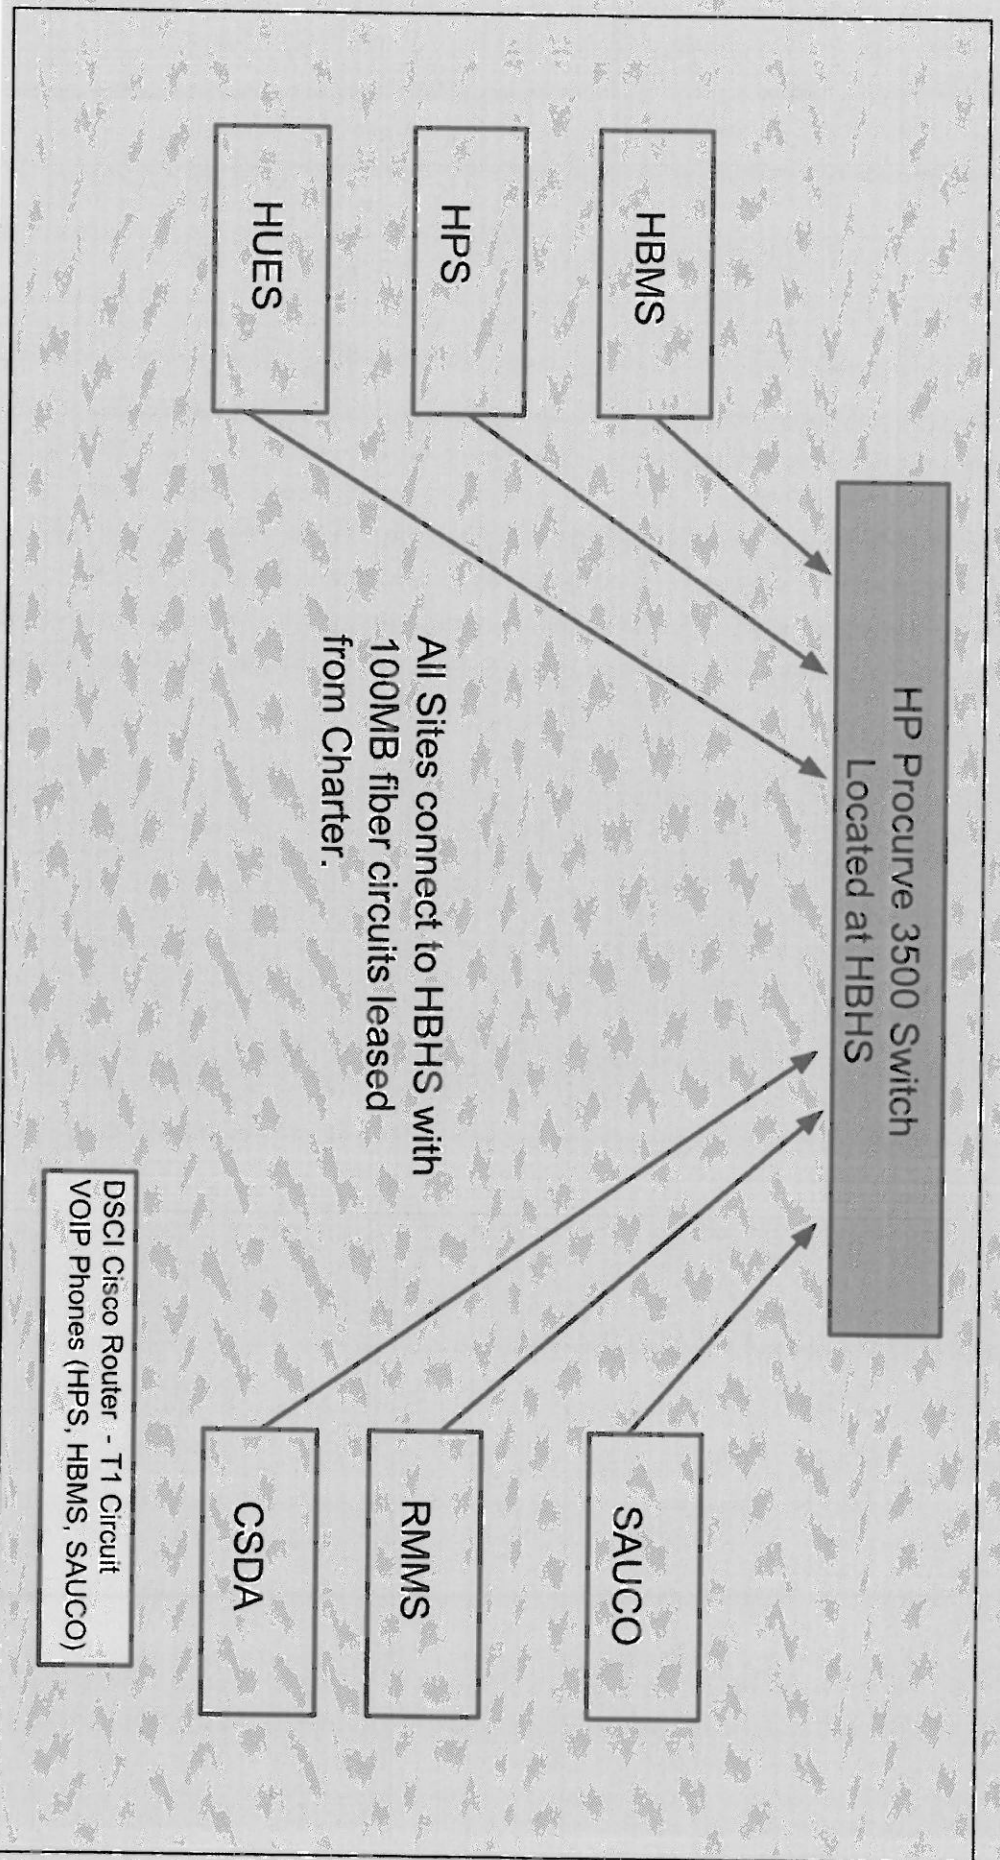 HP Procurve 3500 Switch
Located at HBHS
HBMS
HPS
HUES
SAUCO
RMMS
CSDA
All Sites connect to HBHS with
100MB fiber circuits leased
from Charter.
DSCI Cisco Router - T1 Circuit
VOIP Phones (HPS, HBMS, SAUCO)